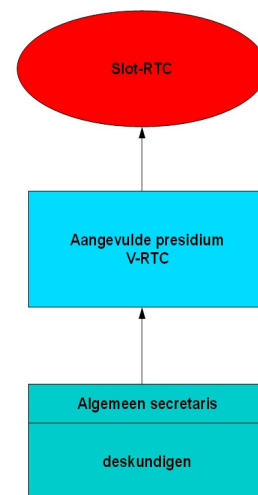 Slot-RTC
Aangevulde presidium
V-RTC
Algemeen secretaris
deskundigen